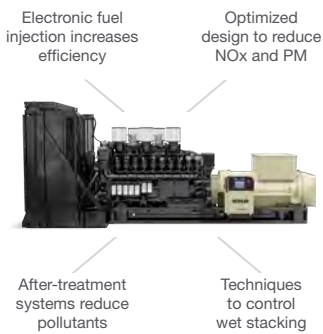 Electronic fuel
injection increases
efficiency
Optimized
design to reduce
NOx and PM
KOHLER
After-treatment
systems reduce
pollutants
Techniques
to control
wet stacking